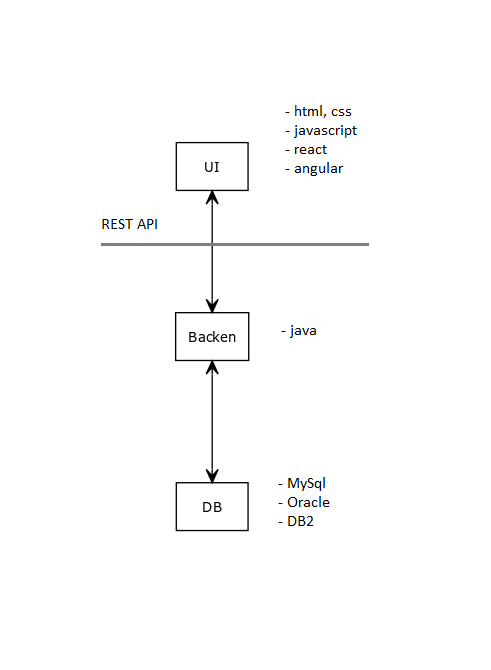 - html, css
- javascript
- react
- angular
UI
REST API
Backen
- java
DB
- MySql
- Oracle
- DB2